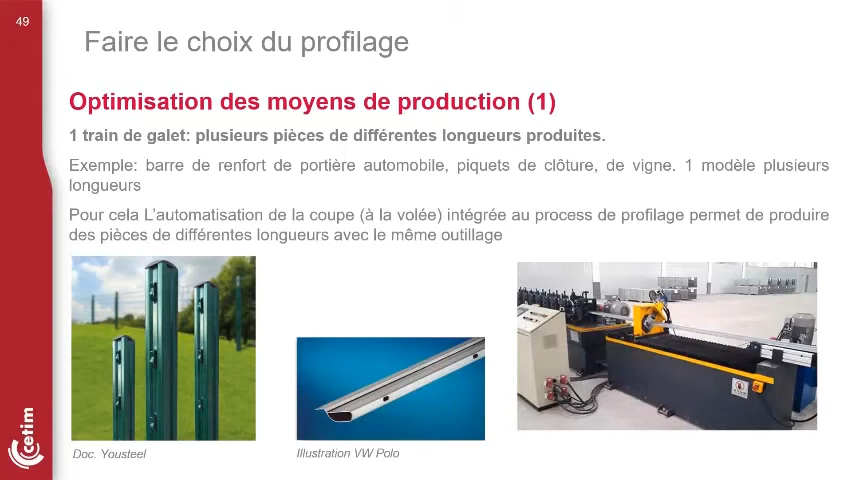 49
Faire le choix du profilage
Optimisation des moyens de production (1)
1 train de galet: plusieurs pièces de différentes longueurs produites.
Exemple: barre de renfort de portière automobile, piquets de clôture, de vigne. 1 modèle plusieurs
longueurs
Pour cela L'automatisation de la coupe (à la volée) intégrée au process de profilage permet de produire
des pièces de différentes longueurs avec le même outillage
Doc. Yousteel
Illustration VW Polo
cetim